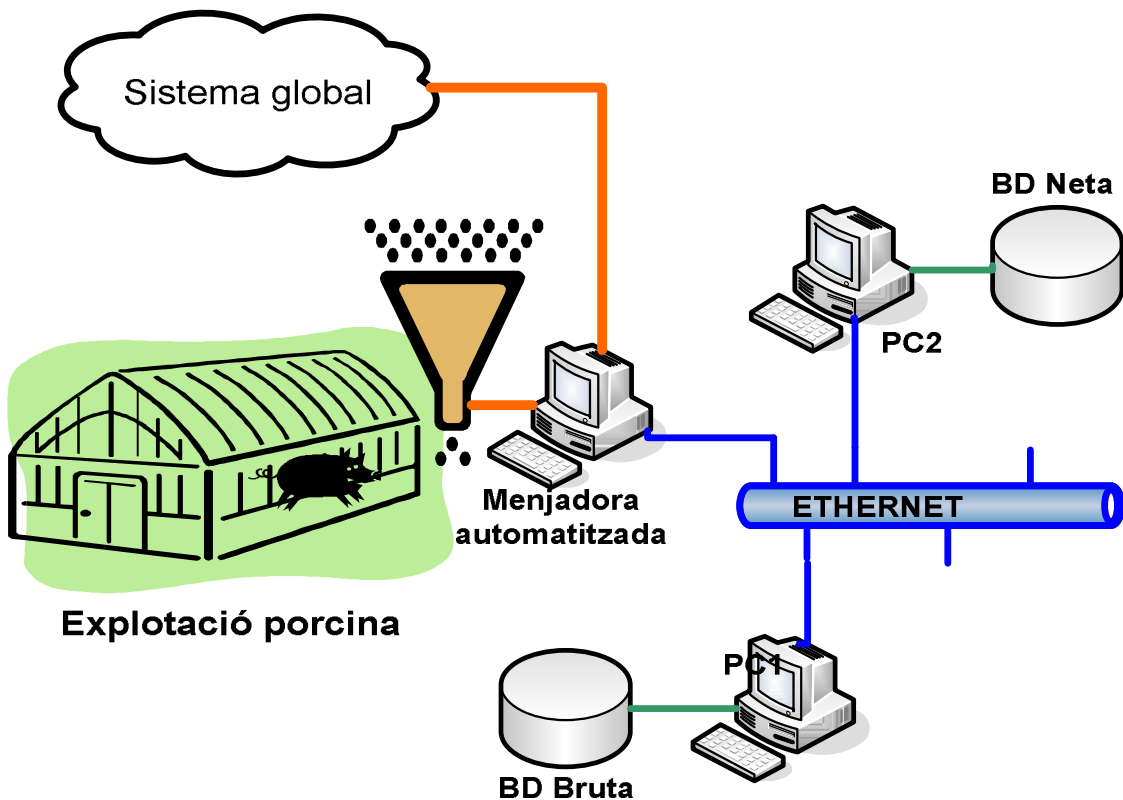 Sistema global
BD Neta
PC2
Menjadora
automatitzada
ETHERNET
Explotació porcina
PC1
BD Bruta